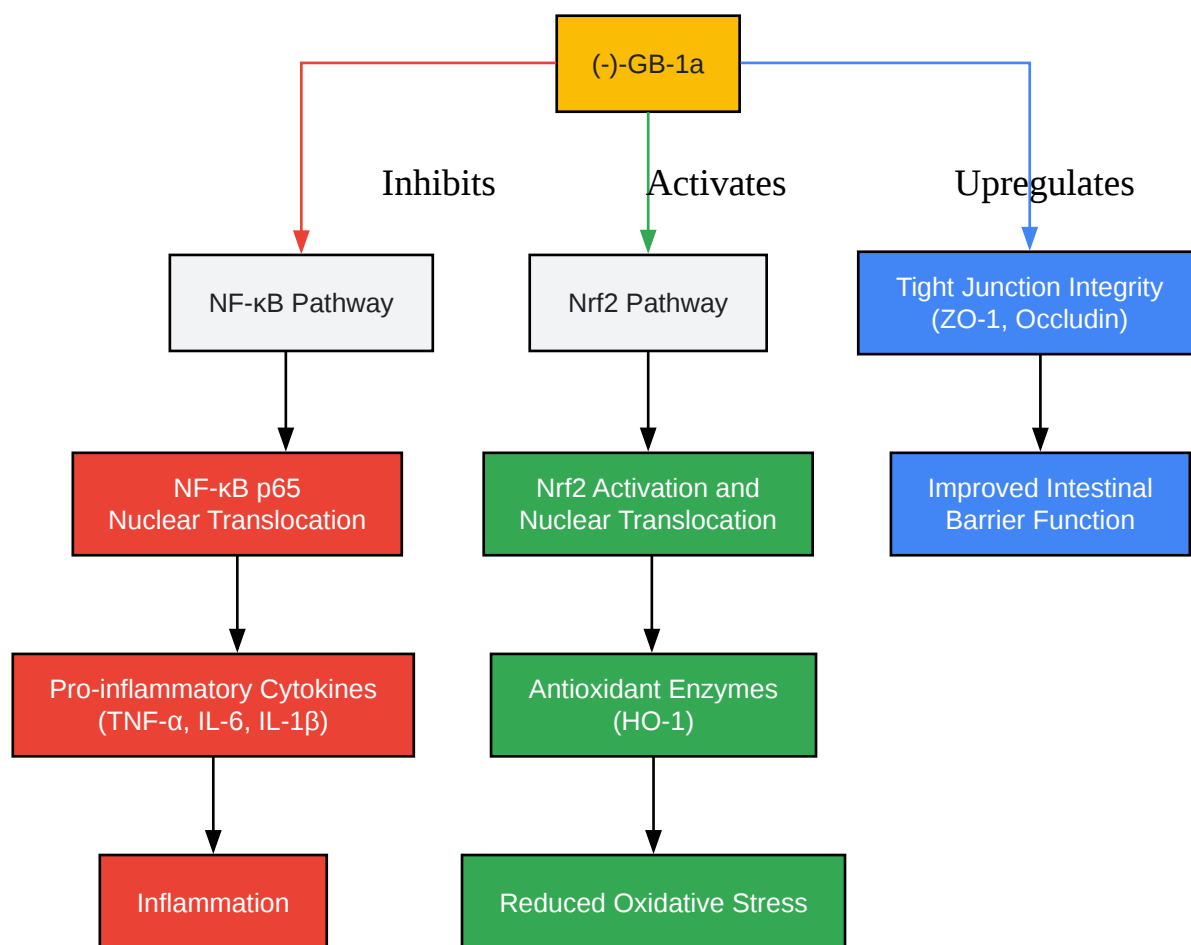 (-)-GB-1a
Inhibits
Activates
Upregulates
NF-κB Pathway
Nrf2 Pathway
Tight Junction Integrity
(ZO-1, Occludin)
NF-κB p65
Nuclear Translocation
Nrf2 Activation and
Nuclear Translocation
Improved Intestinal
Barrier Function
Pro-inflammatory Cytokines
(TNF-α, IL-6, IL-1β)
Antioxidant Enzymes
(HO-1)
Inflammation
Reduced Oxidative Stress